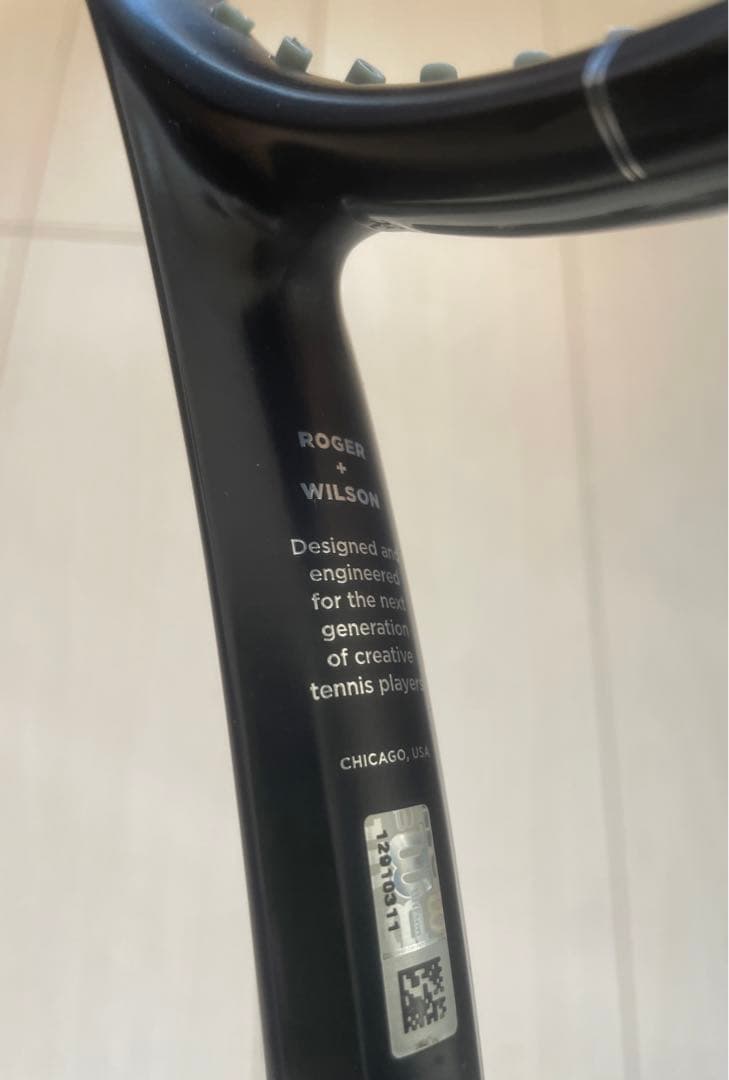 ROGER
+
WILSON
Designed and
engineered
for the next
generation
of creative
tennis players
CHICAGO, USA
12910311